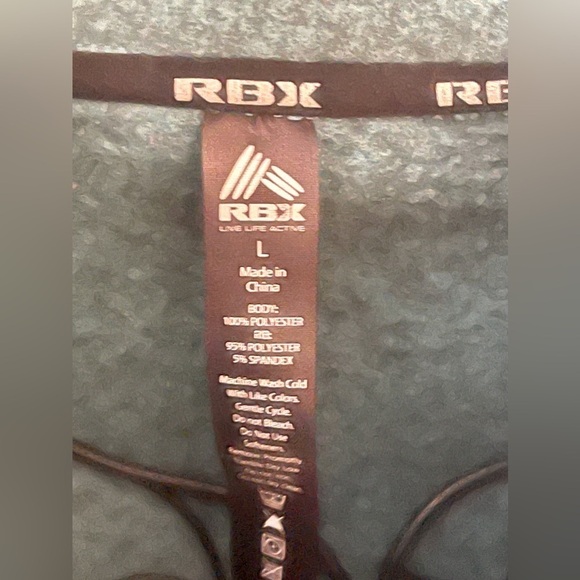 RBX RB
RBX
LIVE LIFE ACTIVE
L
Made in
China
BODY:
100% POLYESTER
RIB:
95% POLYESTER
5% SPANDEX
Machine Wash Cold
With Like Colors.
Gentle Cycle.
Do not Bleach.
Do Not Use
Softeners.